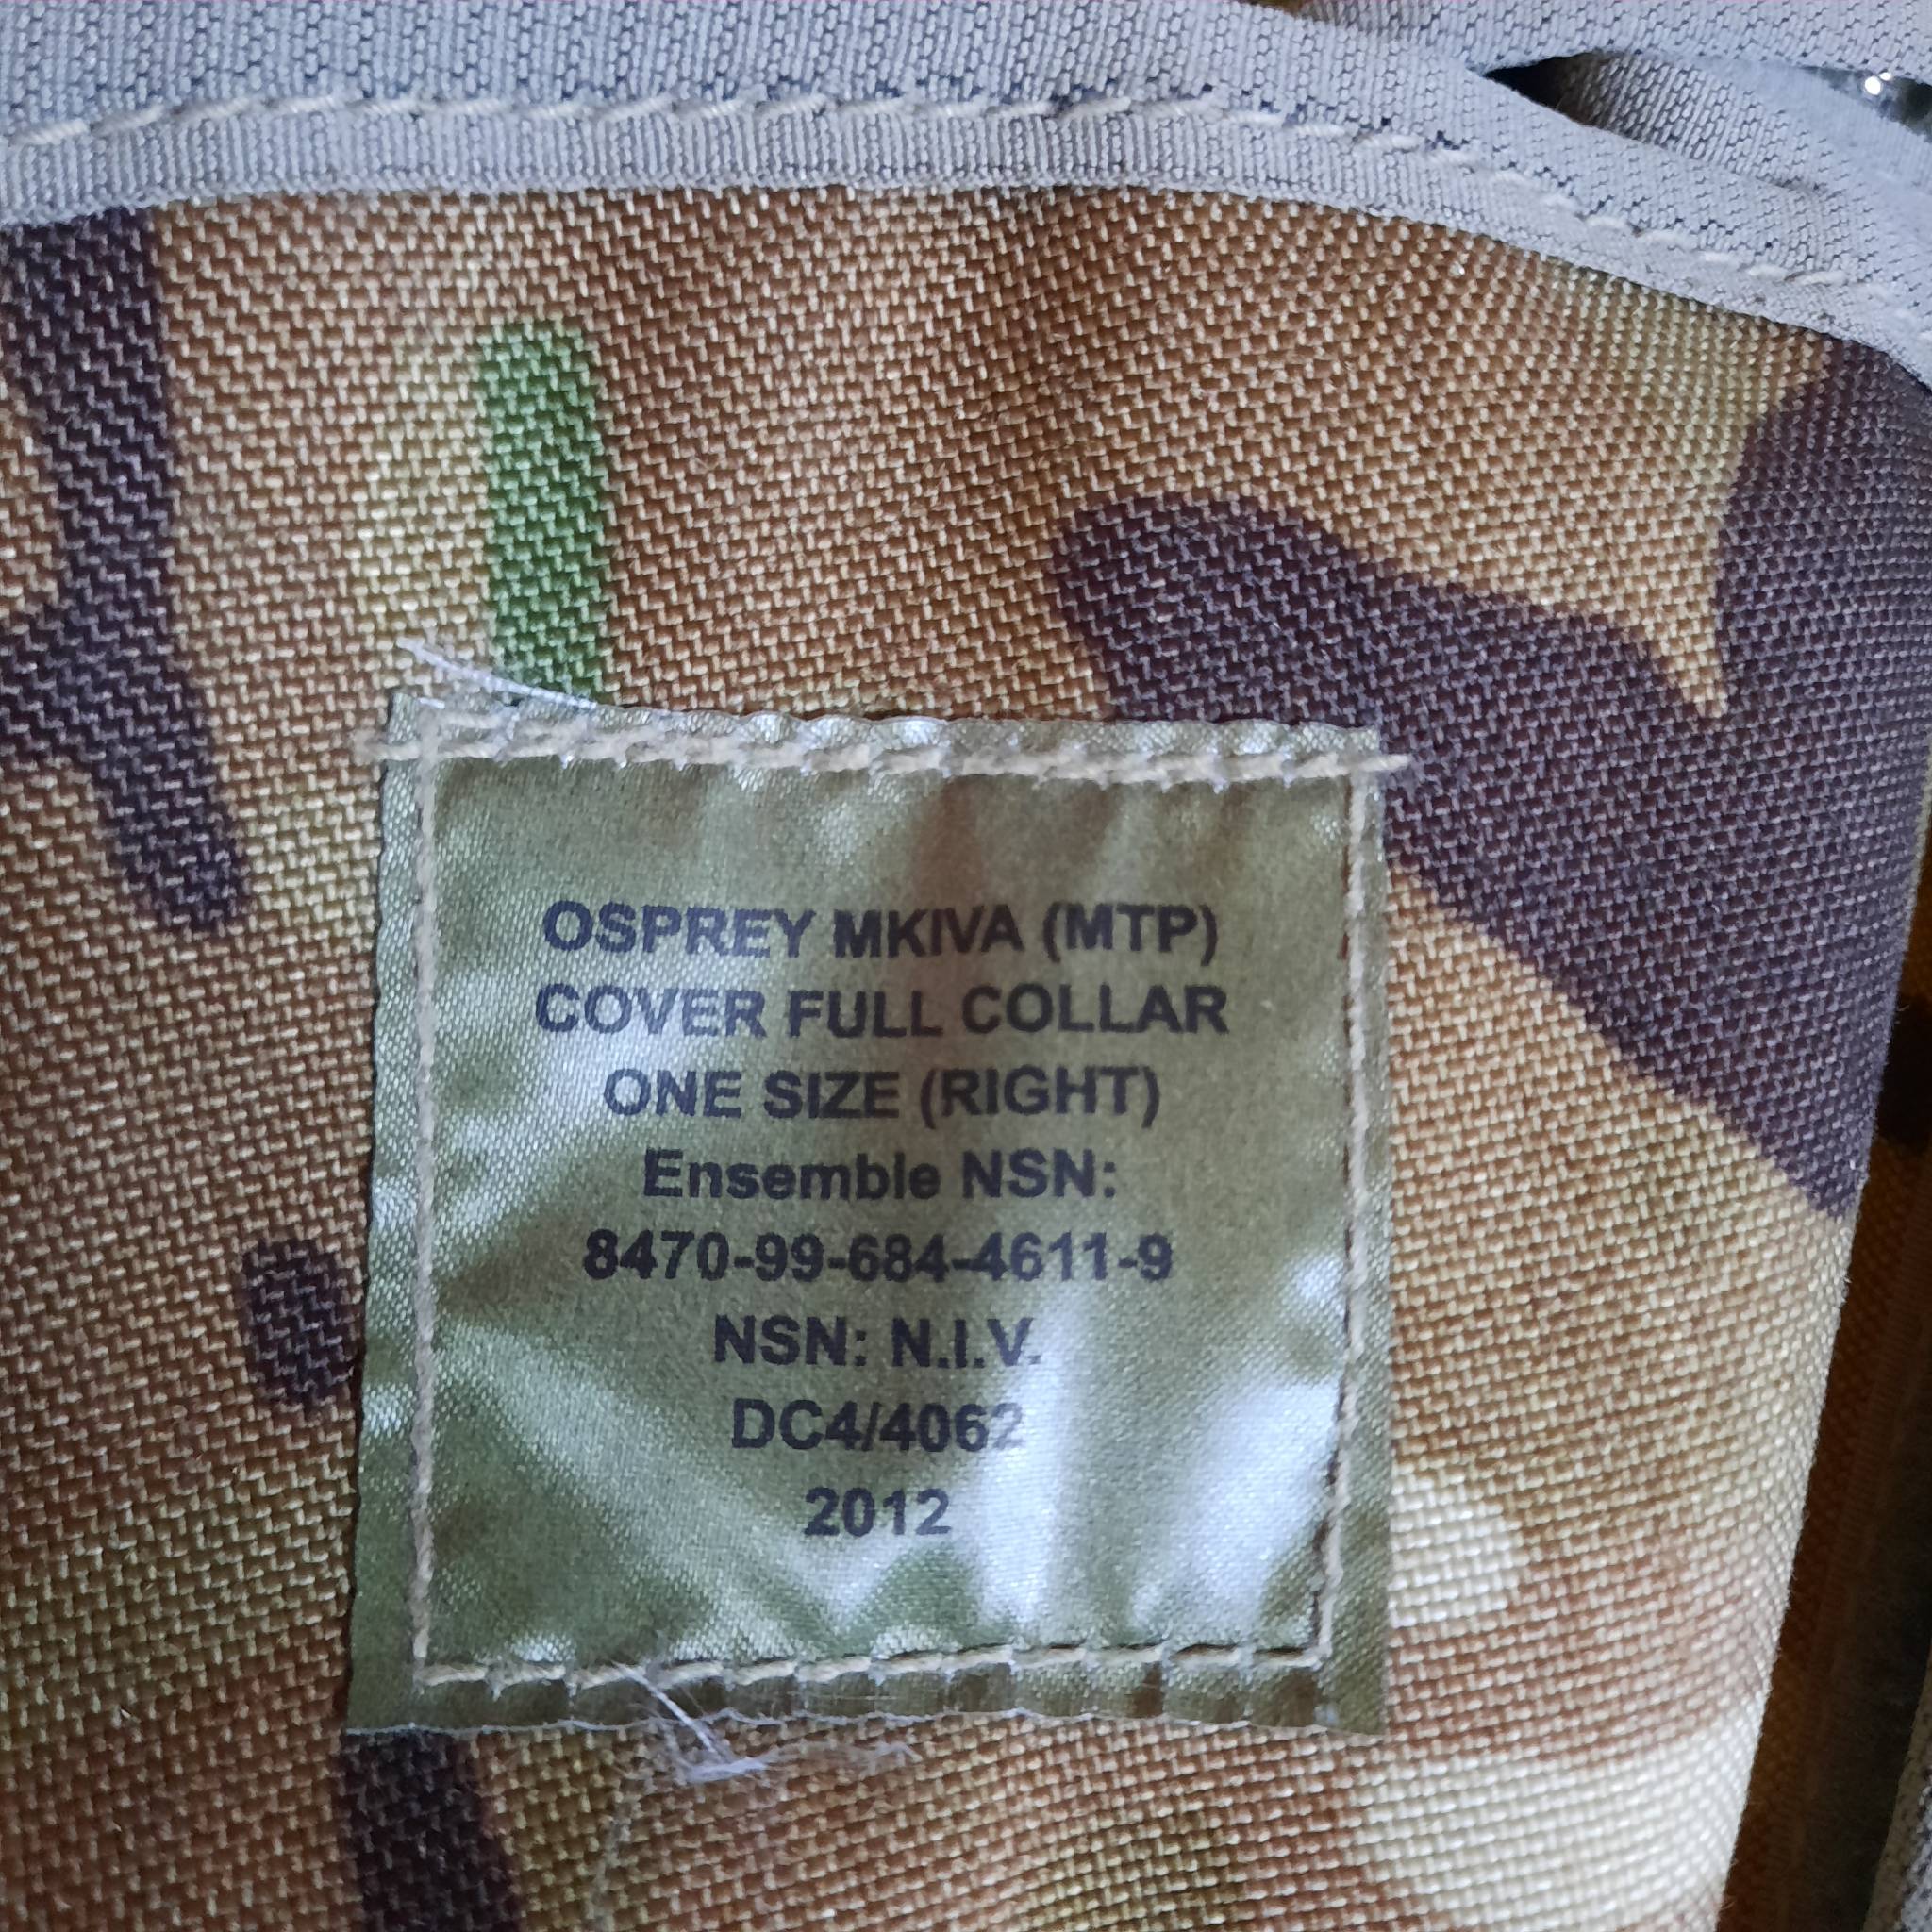 OSPREY MKIVA (MTP)
COVER FULL COLLAR
ONE SIZE (RIGHT)
Ensemble NSN:
8470-99-684-4611-9
NSN: N.I.V.
DC4/4062
2012